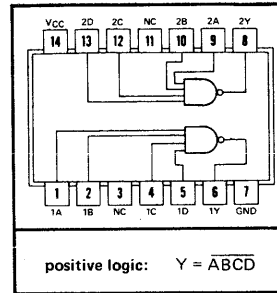 VCC 2D 2C NC 2B 2A 2Y
14 13 12 11 10 9 8
1 2 3 4 5 6 7
1A 1B NC 1C 1D 1Y GND
positive logic: Y = A̅B̅C̅D̅